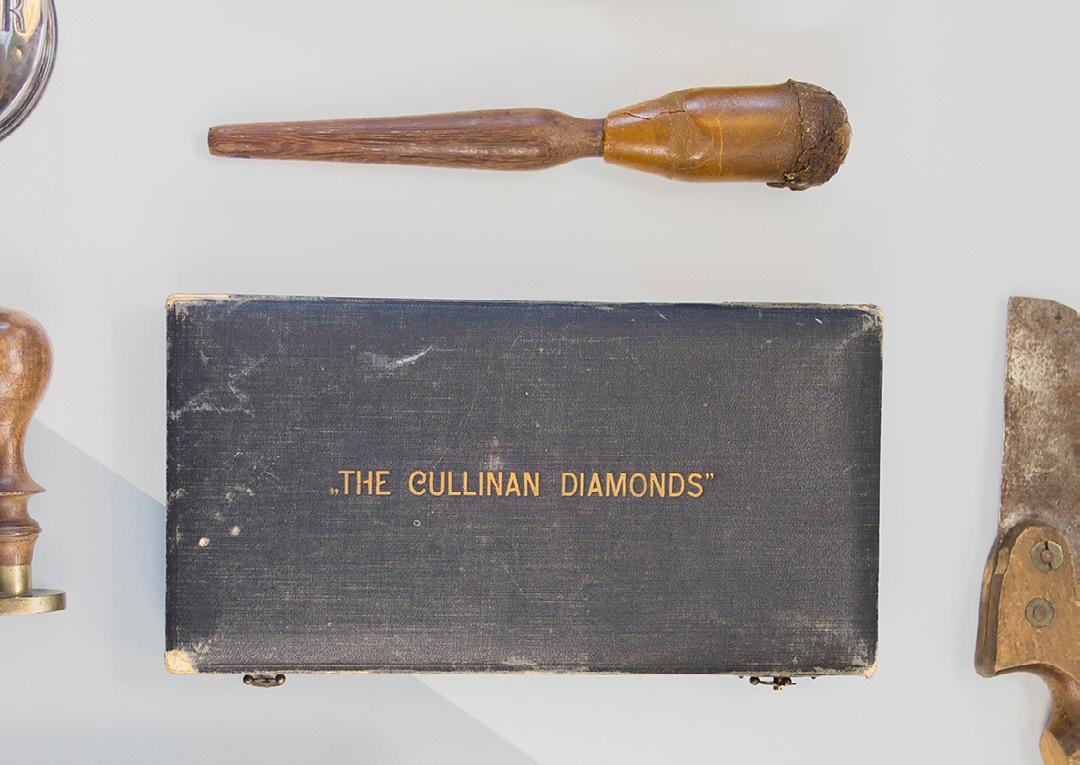 R
„THE CULLINAN DIAMONDS”